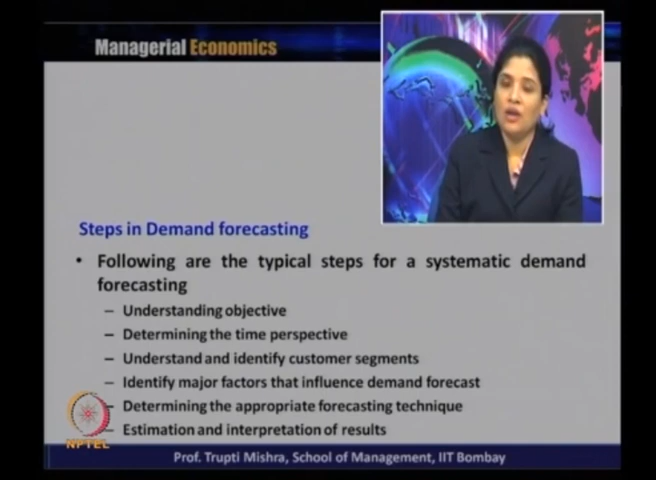 Managerial Economics
Steps in Demand forecasting
• Following are the typical steps for a systematic demand
forecasting
– Understanding objective
– Determining the time perspective
– Understand and identify customer segments
– Identify major factors that influence demand forecast
– Determining the appropriate forecasting technique
– Estimation and interpretation of results
NPTEL
Prof. Trupti Mishra, School of Management, IIT Bombay